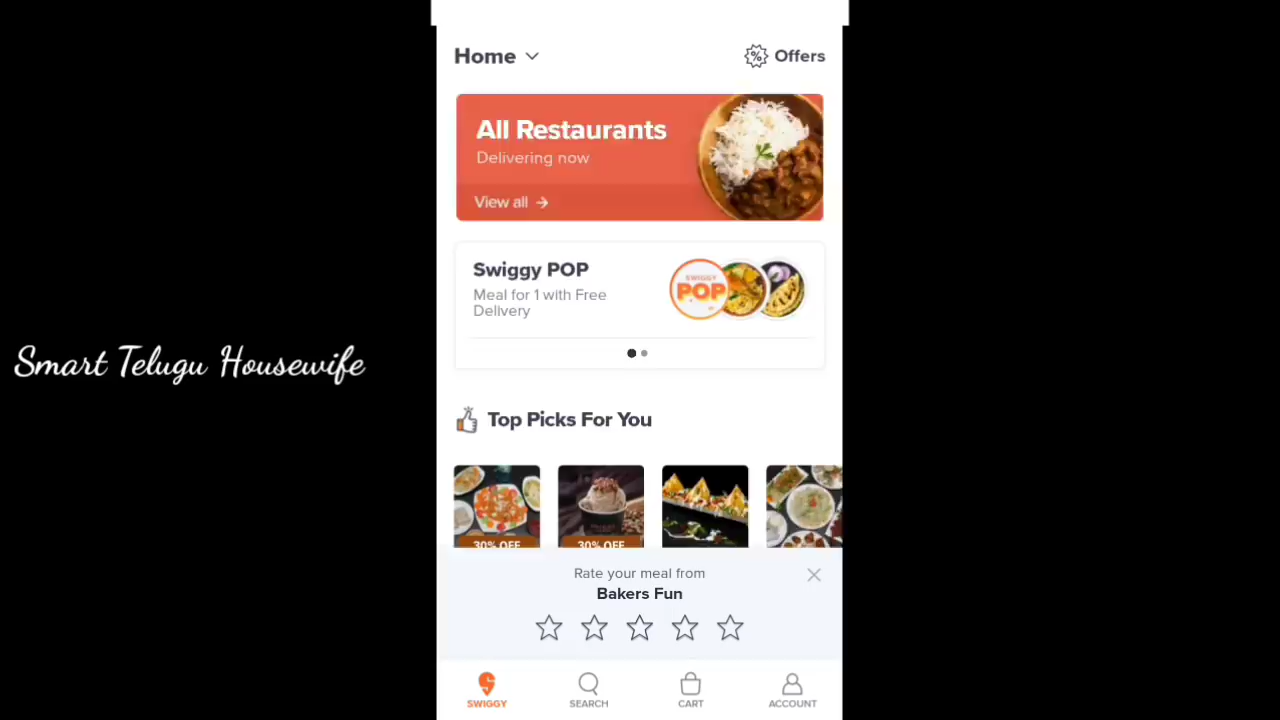 Home
Offers
All Restaurants
Delivering now
View all →
Swiggy POP
Meal for 1 with Free
Delivery
SWIGGY
POP
Smart Telugu Housewife
Top Picks For You
30% OFF
30% OFF
Rate your meal from
Bakers Fun
SWIGGY
SEARCH
CART
ACCOUNT